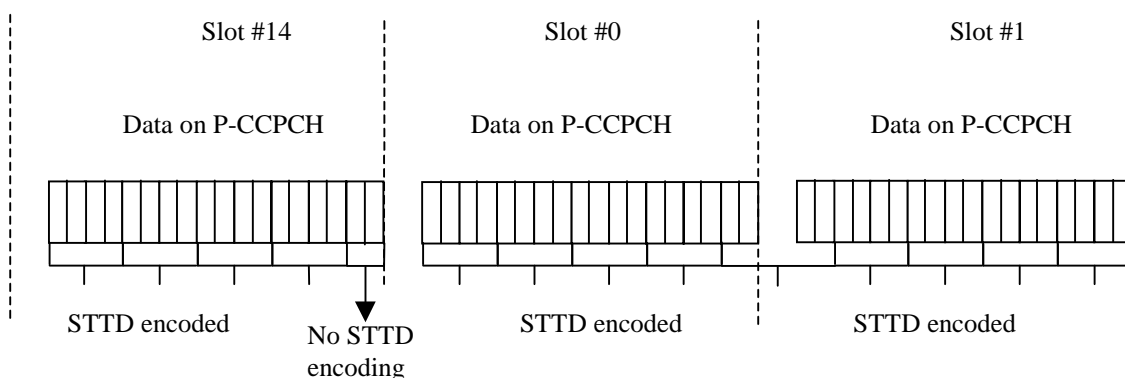 Slot #14 Slot #0 Slot #1
Data on P-CCPCH Data on P-CCPCH Data on P-CCPCH
STTD encoded STTD encoded STTD encoded
No STTD
encoding